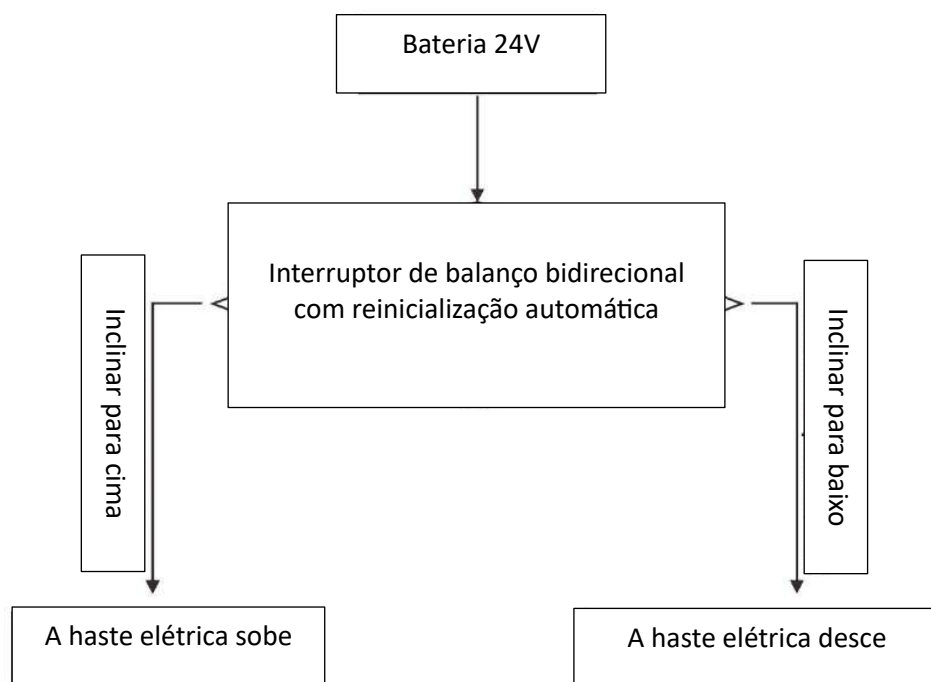 Bateria 24V
Interruptor de balanço bidirecional
com reinicialização automática
Inclinar para cima
Inclinar para baixo
A haste elétrica sobe
A haste elétrica desce